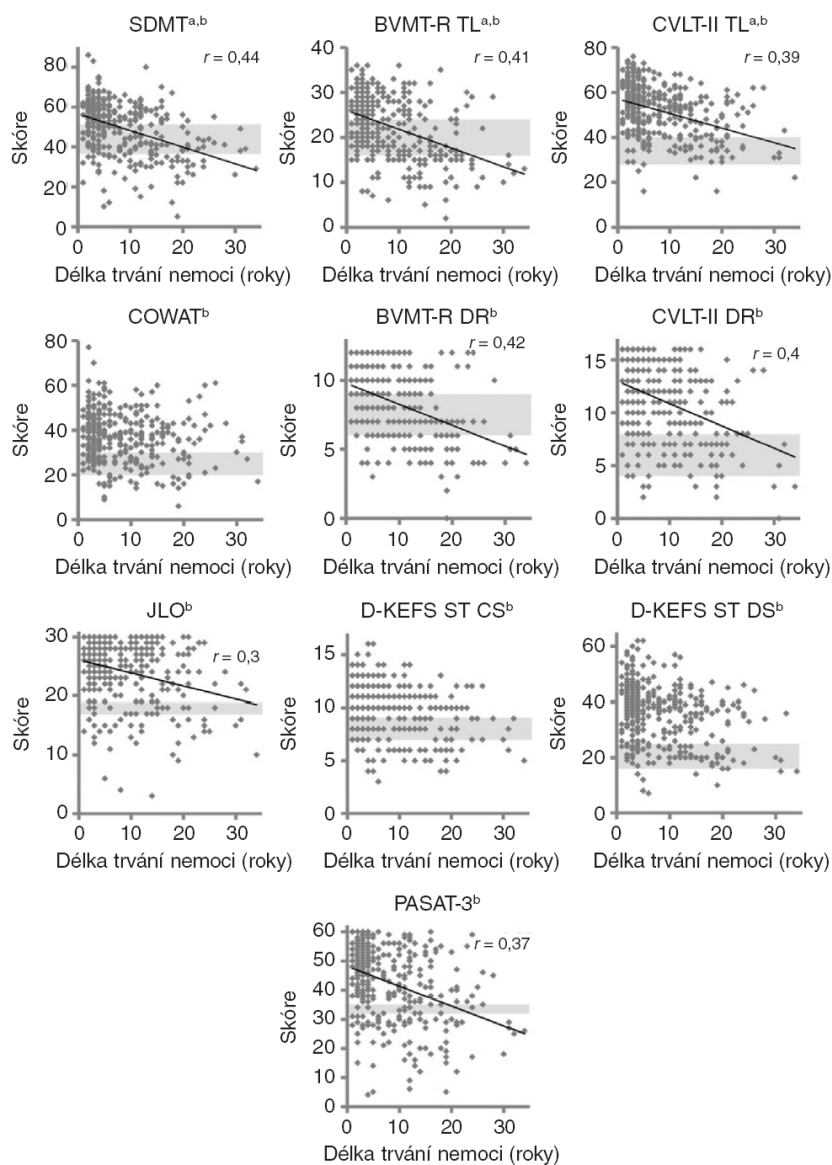 SDMTa,b
r = 0,44
80
60
40
20
0
Skóre
0 10 20 30
Délka trvání nemoci (roky)
BVMT-R TLa,b
r = 0,41
40
30
20
10
0
Skóre
0 10 20 30
Délka trvání nemoci (roky)
CVLT-II TLa,b
r = 0,39
80
60
40
20
0
Skóre
0 10 20 30
Délka trvání nemoci (roky)
COWATb
80
60
40
20
0
Skóre
0 10 20 30
Délka trvání nemoci (roky)
BVMT-R DRb
r = 0,42
10
5
0
Skóre
0 10 20 30
Délka trvání nemoci (roky)
CVLT-II DRb
r = 0,4
15
10
5
0
Skóre
0 10 20 30
Délka trvání nemoci (roky)
JLOb
r = 0,3
30
20
10
0
Skóre
0 10 20 30
Délka trvání nemoci (roky)
D-KEFS ST CSb
15
10
5
0
Skóre
0 10 20 30
Délka trvání nemoci (roky)
D-KEFS ST DSb
60
40
20
0
Skóre
0 10 20 30
Délka trvání nemoci (roky)
PASAT-3b
r = 0,37
60
50
40
30
20
10
0
Skóre
0 10 20 30
Délka trvání nemoci (roky)